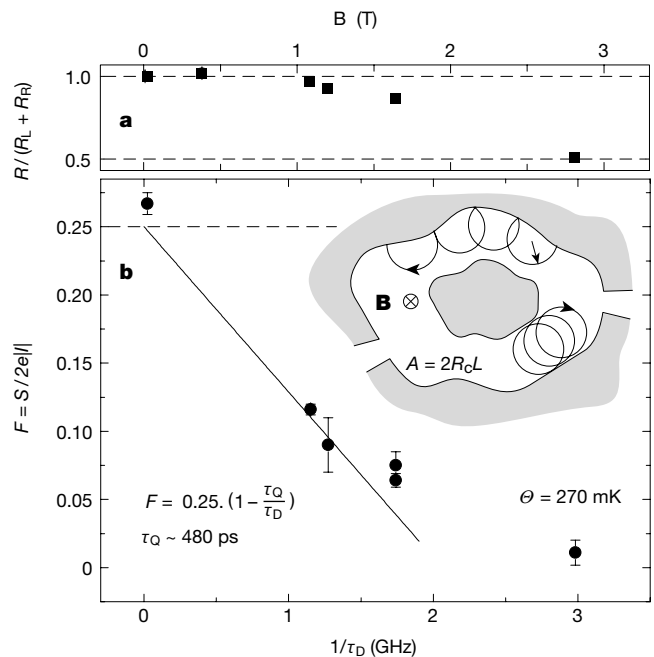 B (T)
0 1 2 3
1.0
0.5
R / (R_L + R_R)
a
0.25
0.20
0.15
0.10
0.05
0
F = S / 2e|I|
b
B
A = 2R_cL
F = 0.25. (1 − τ_Q/τ_D)
τ_Q ~ 480 ps
Θ = 270 mK
0 1 2 3
1/τ_D (GHz)